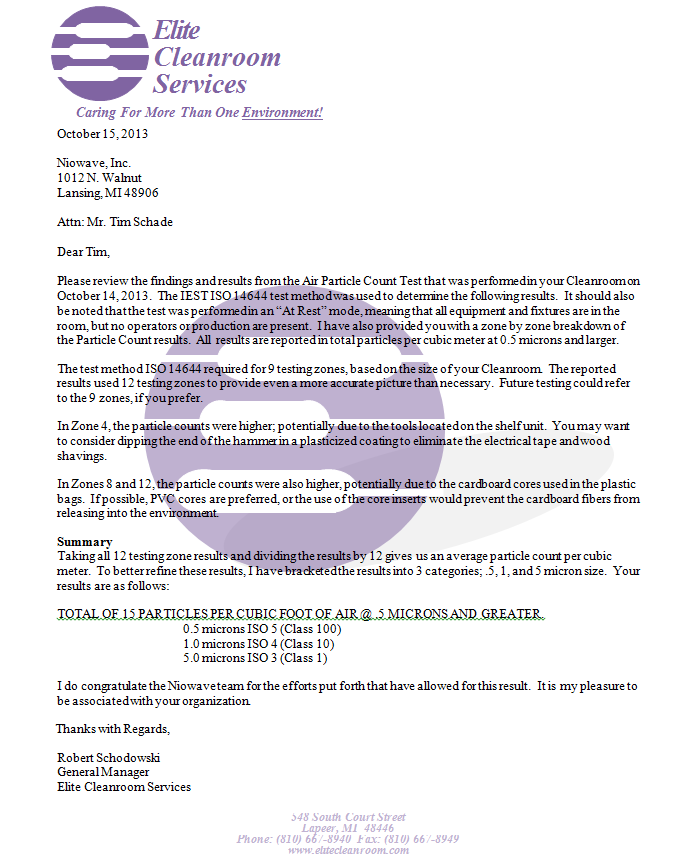 Elite
Cleanroom
Services
Caring For More Than One Environment!
October 15, 2013
Niowave, Inc.
1012 N. Walnut
Lansing, MI 48906
Attn: Mr. Tim Schade
Dear Tim,
Please review the findings and results from the Air Particle Count Test that was performed in your Cleanroom on
October 14, 2013. The IEST ISO 14644 test method was used to determine the following results. It should also
be noted that the test was performed in an “At Rest” mode, meaning that all equipment and fixtures are in the
room, but no operators or production are present. I have also provided you with a zone by zone breakdown of
the Particle Count results. All results are reported in total particles per cubic meter at 0.5 microns and larger.
The test method ISO 14644 required for 9 testing zones, based on the size of your Cleanroom. The reported
results used 12 testing zones to provide even a more accurate picture than necessary. Future testing could refer
to the 9 zones, if you prefer.
In Zone 4, the particle counts were higher; potentially due to the tools located on the shelf unit. You may want
to consider dipping the end of the hammer in a plasticized coating to eliminate the electrical tape and wood
shavings.
In Zones 8 and 12, the particle counts were also higher, potentially due to the cardboard cores used in the plastic
bags. If possible, PVC cores are preferred, or the use of the core inserts would prevent the cardboard fibers from
releasing into the environment.
Summary
Taking all 12 testing zone results and dividing the results by 12 gives us an average particle count per cubic
meter. To better refine these results, I have bracketed the results into 3 categories; .5, 1, and 5 micron size. Your
results are as follows:
TOTAL OF 15 PARTICLES PER CUBIC FOOT OF AIR @ .5 MICRONS AND GREATER.
0.5 microns ISO 5 (Class 100)
1.0 microns ISO 4 (Class 10)
5.0 microns ISO 3 (Class 1)
I do congratulate the Niowave team for the efforts put forth that have allowed for this result. It is my pleasure to
be associated with your organization.
Thanks with Regards,
Robert Schodowski
General Manager
Elite Cleanroom Services
548 South Court Street
Lapeer, MI 48446
Phone: (810) 667-8940 Fax: (810) 667-8949
www.elitecleanroom.com